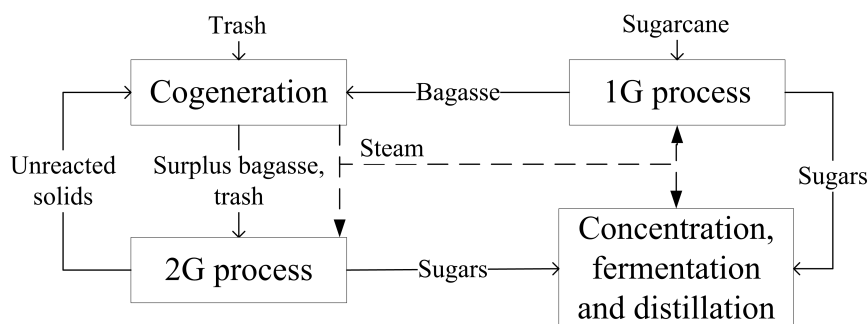 Trash
Sugarcane
Cogeneration
Bagasse
1G process
Unreacted
solids
Surplus bagasse,
trash
Steam
Sugars
2G process
Sugars
Concentration,
fermentation
and distillation